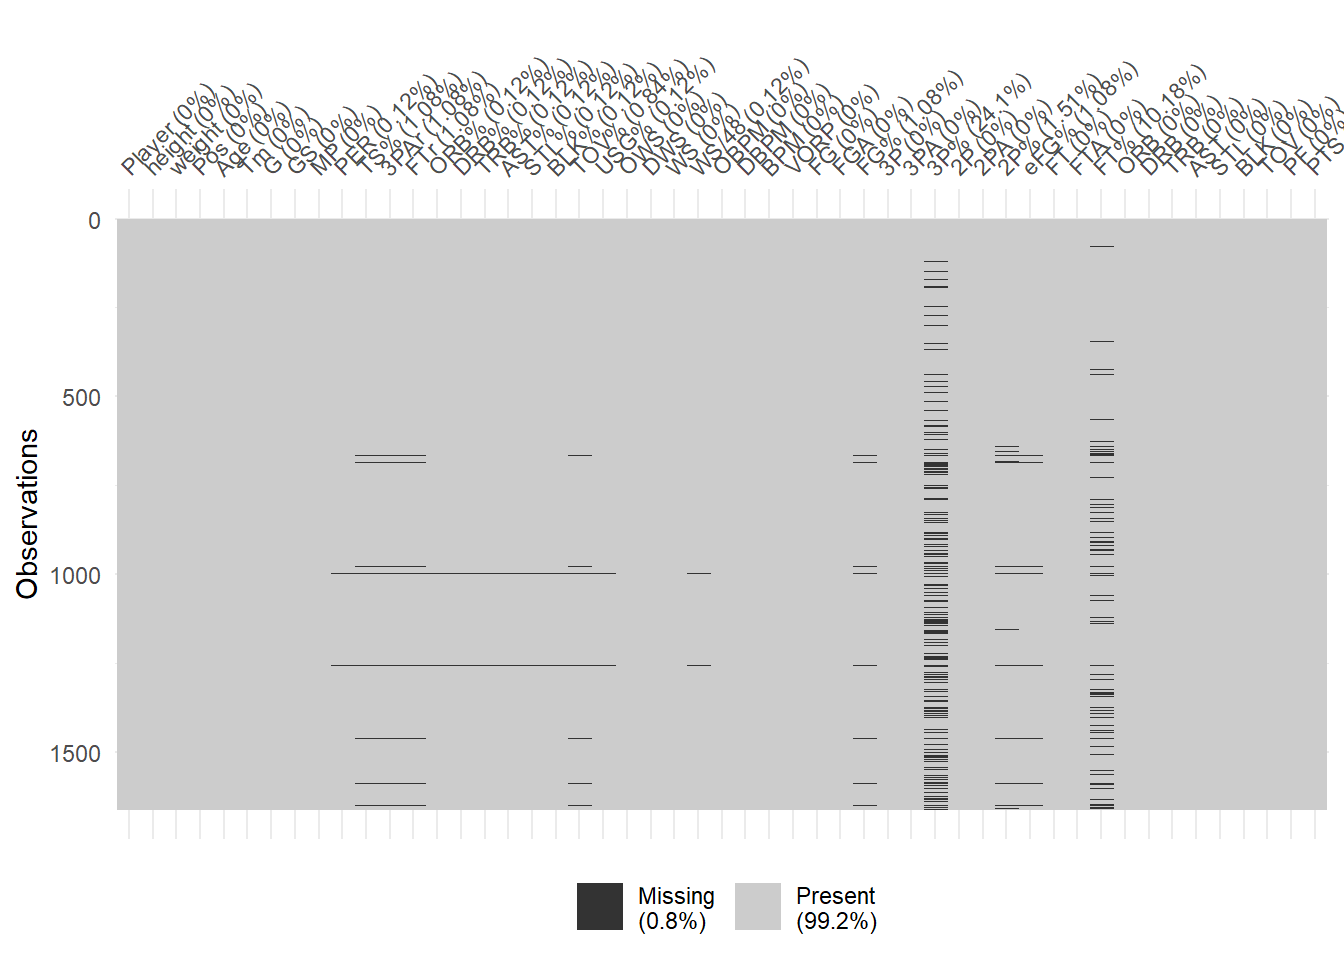 Player (0%)
height (0%)
weight (0%)
Pos (0%)
Age (0%)
Tm (0%)
G (0%)
GS (0%)
MP (0%)
PER (0.12%)
TS% (1.08%)
3PAr (1.08%)
FTr (1.08%)
ORB% (0.12%)
DRB% (0.12%)
TRB% (0.12%)
AST% (0.12%)
STL% (0.12%)
BLK% (0.12%)
TOV% (0.84%)
USG% (0.12%)
OWS (0%)
DWS (0%)
WS (0%)
WS/48 (0.12%)
OBPM (0%)
DBPM (0%)
BPM (0%)
VORP (0%)
FG (0%)
FGA (0%)
FG% (1.08%)
3P (0%)
3PA (0%)
3P% (24.1%)
2P (0%)
2PA (0%)
2P% (1.51%)
eFG% (1.08%)
FT (0%)
FTA (0%)
FT% (10.18%)
ORB (0%)
DRB (0%)
TRB (0%)
AST (0%)
STL (0%)
BLK (0%)
TOV (0%)
PF (0%)
PTS (0%)
0
500
1000
1500
Observations
Missing
(0.8%)
Present
(99.2%)